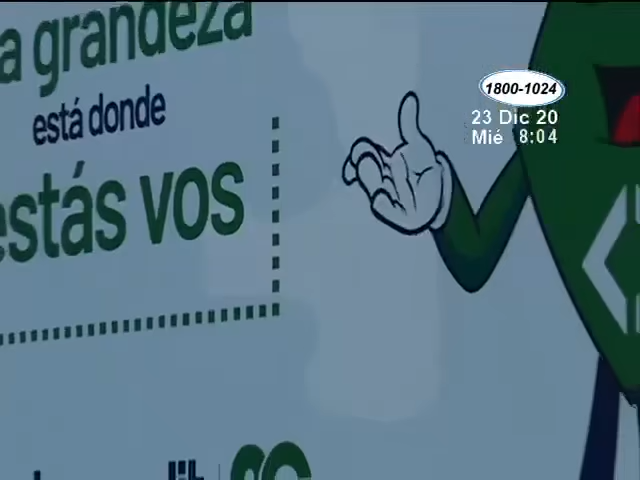 a grandeza
está donde
estás vos
1800-1024
23 Dic 20
Mié 8:04